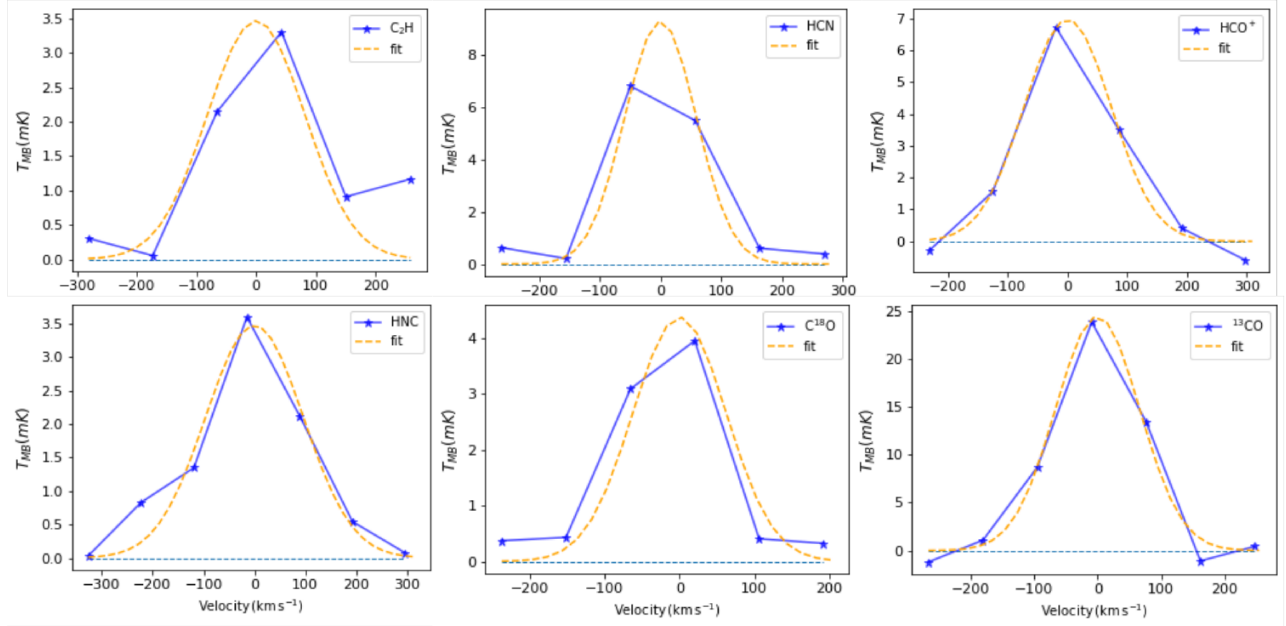 C₂H
fit
T_MB(mK)
3.5
3.0
2.5
2.0
1.5
1.0
0.5
0.0
−300 −200 −100 0 100 200
HCN
fit
T_MB(mK)
8
6
4
2
0
−200 −100 0 100 200
HCO⁺
fit
T_MB(mK)
7
6
5
4
3
2
1
0
−200 −100 0 100 200 300
HNC
fit
T_MB(mK)
3.5
3.0
2.5
2.0
1.5
1.0
0.5
0.0
−300 −200 −100 0 100 200 300
Velocity(km s⁻¹)
C¹⁸O
fit
T_MB(mK)
4
3
2
1
0
−200 −100 0 100 200
Velocity(km s⁻¹)
¹³CO
fit
T_MB(mK)
25
20
15
10
5
0
−200 −100 0 100 200
Velocity(km s⁻¹)